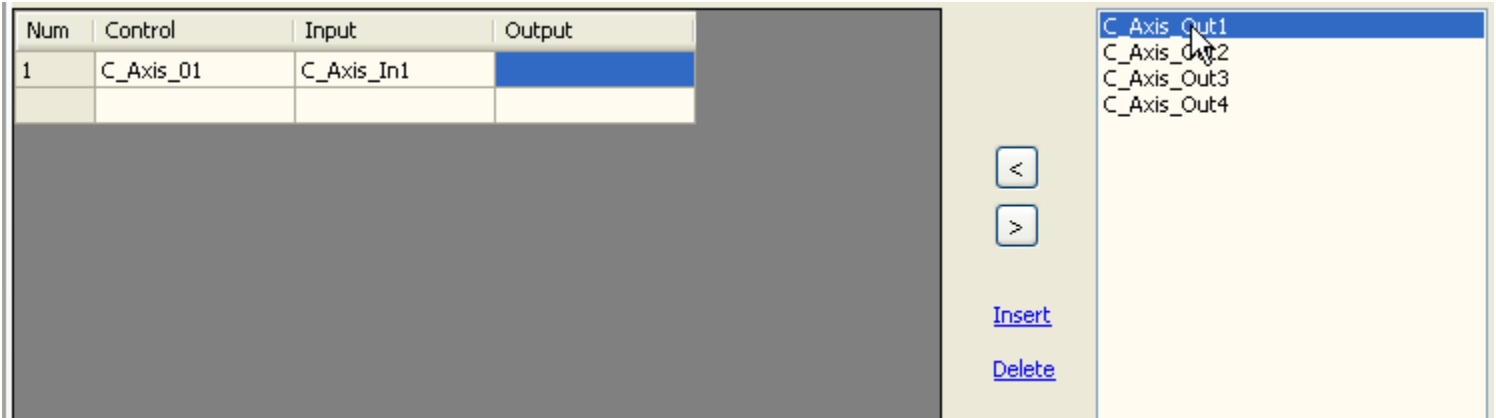 Num Control Input Output
1 C_Axis_01 C_Axis_In1
<
>
Insert
Delete
C_Axis_Out1
C_Axis_Out2
C_Axis_Out3
C_Axis_Out4